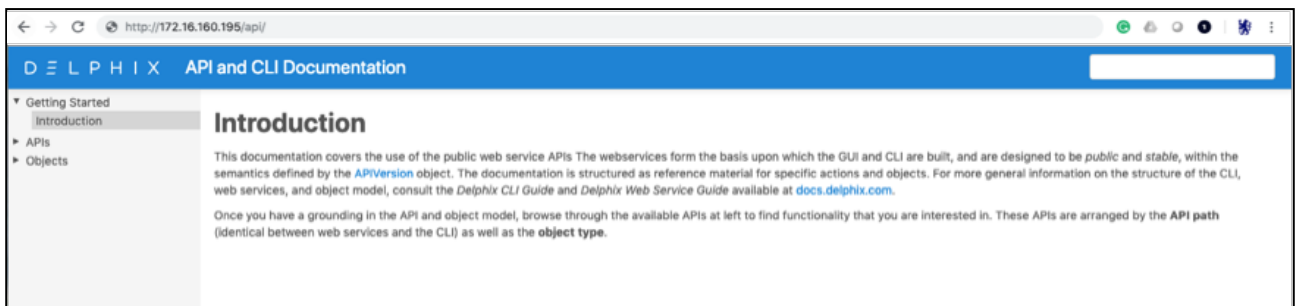 http://172.16.160.195/api/
DELPHIX API and CLI Documentation
Getting Started
Introduction
APIs
Objects
Introduction
This documentation covers the use of the public web service APIs The webservices form the basis upon which the GUI and CLI are built, and are designed to be public and stable, within the
semantics defined by the APIVersion object. The documentation is structured as reference material for specific actions and objects. For more general information on the structure of the CLI,
web services, and object model, consult the Delphix CLI Guide and Delphix Web Service Guide available at docs.delphix.com.
Once you have a grounding in the API and object model, browse through the available APIs at left to find functionality that you are interested in. These APIs are arranged by the API path
(identical between web services and the CLI) as well as the object type.